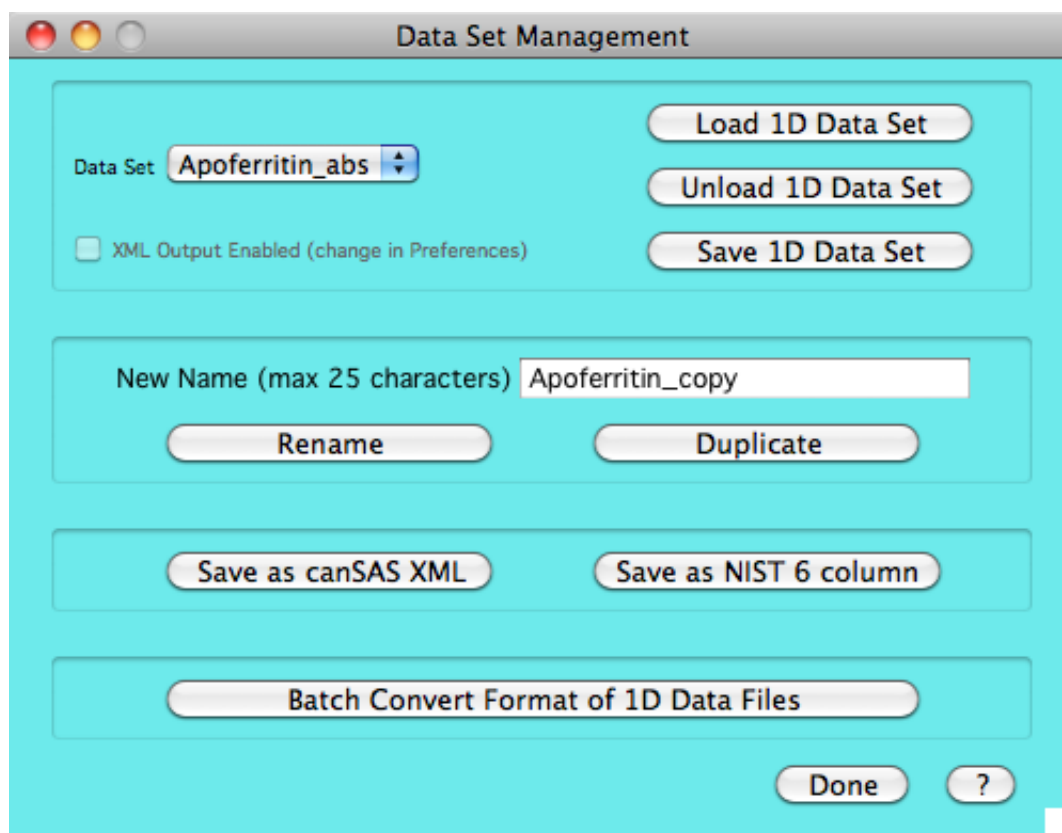 Data Set Management
Load 1D Data Set
Data Set Apoferritin_abs
Unload 1D Data Set
XML Output Enabled (change in Preferences)
Save 1D Data Set
New Name (max 25 characters) Apoferritin_copy
Rename Duplicate
Save as canSAS XML Save as NIST 6 column
Batch Convert Format of 1D Data Files
Done ?